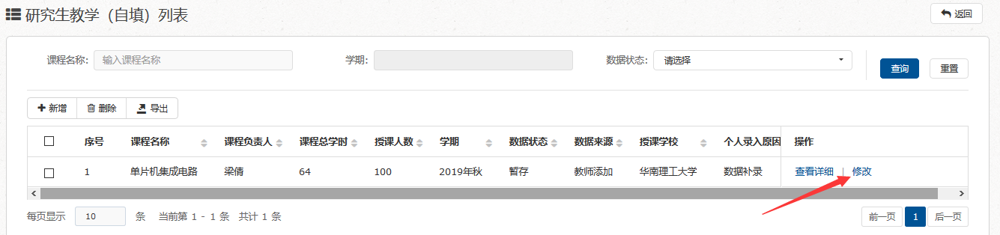 研究生教学（自填）列表
返回
课程名称: 输入课程名称 学期: 数据状态: 请选择 查询 重置
新增 删除 导出
序号 课程名称 课程负责人 课程总学时 授课人数 学期 数据状态 数据来源 授课学校 个人录入原因 操作
1 单片机集成电路 梁倩 64 100 2019年秋 暂存 教师添加 华南理工大学 数据补录 查看详细 | 修改
每页显示 10 条 当前第 1 - 1 条 共计 1 条 前一页 1 后一页